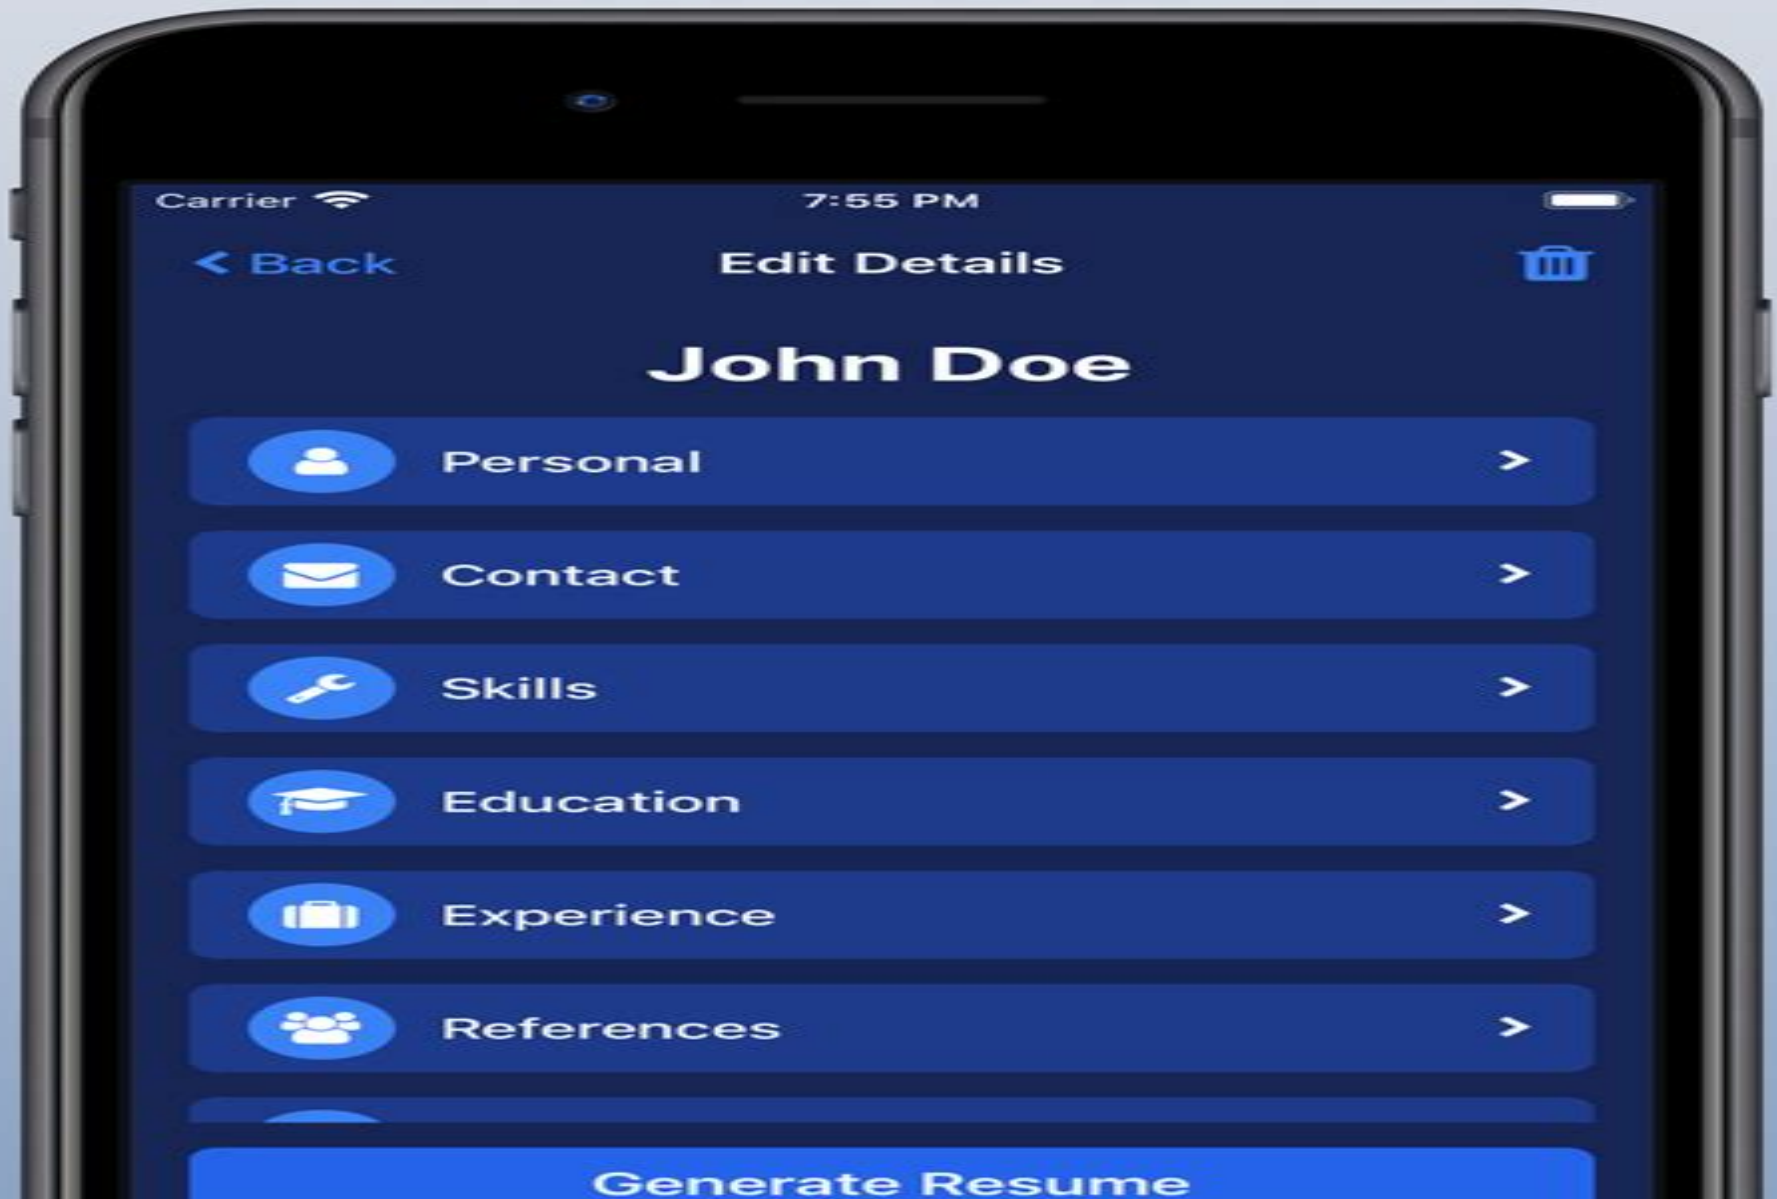 Carrier 7:55 PM
Back Edit Details
John Doe
Personal
Contact
Skills
Education
Experience
References
Generate Resume